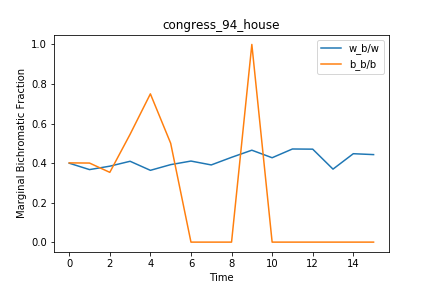 congress_94_house
w_b/w
b_b/b
Marginal Bichromatic Fraction
1.0
0.8
0.6
0.4
0.2
0.0
0 2 4 6 8 10 12 14
Time